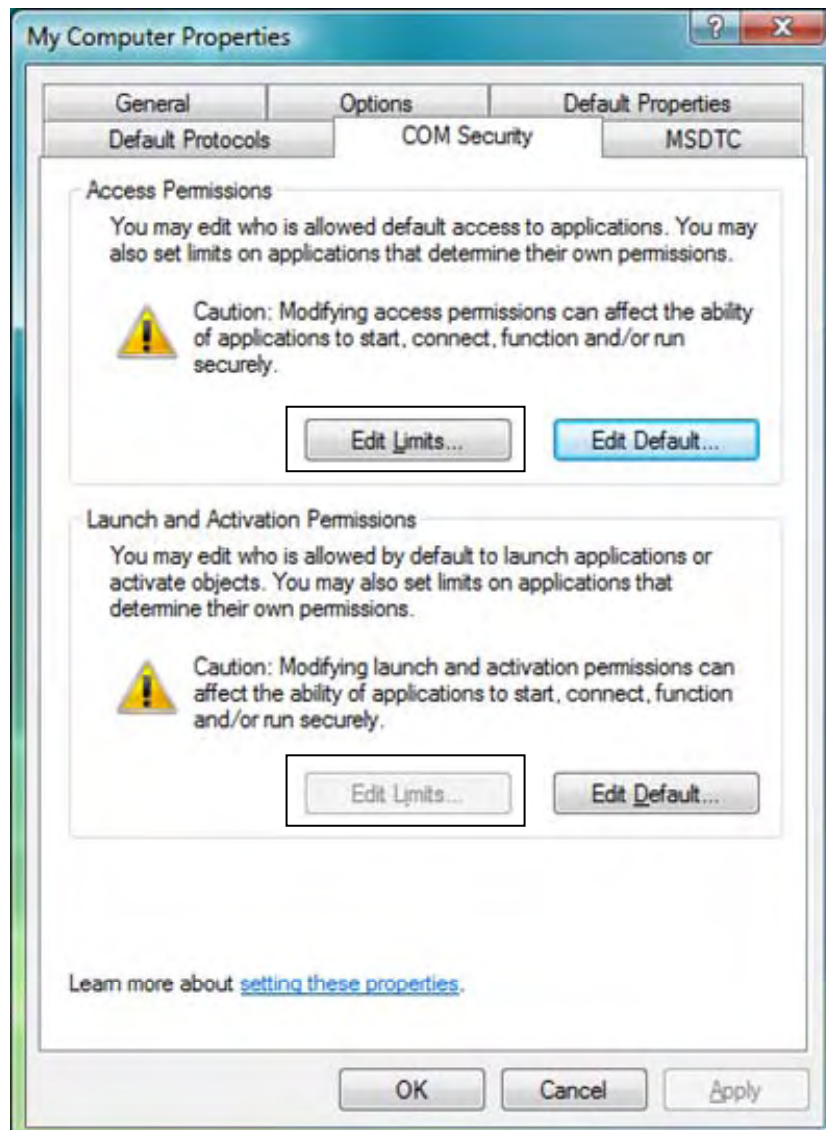 My Computer Properties
?
General
Options
Default Properties
Default Protocols
COM Security
MSDTC
Access Permissions
You may edit who is allowed default access to applications. You may
also set limits on applications that determine their own permissions.
Caution: Modifying access permissions can affect the ability
of applications to start, connect, function and/or run
securely.
Edit Limits...
Edit Default...
Launch and Activation Permissions
You may edit who is allowed by default to launch applications or
activate objects. You may also set limits on applications that
determine their own permissions.
Caution: Modifying launch and activation permissions can
affect the ability of applications to start, connect, function
and/or run securely.
Edit Limits...
Edit Default...
Learn more about setting these properties.
OK
Cancel
Apply